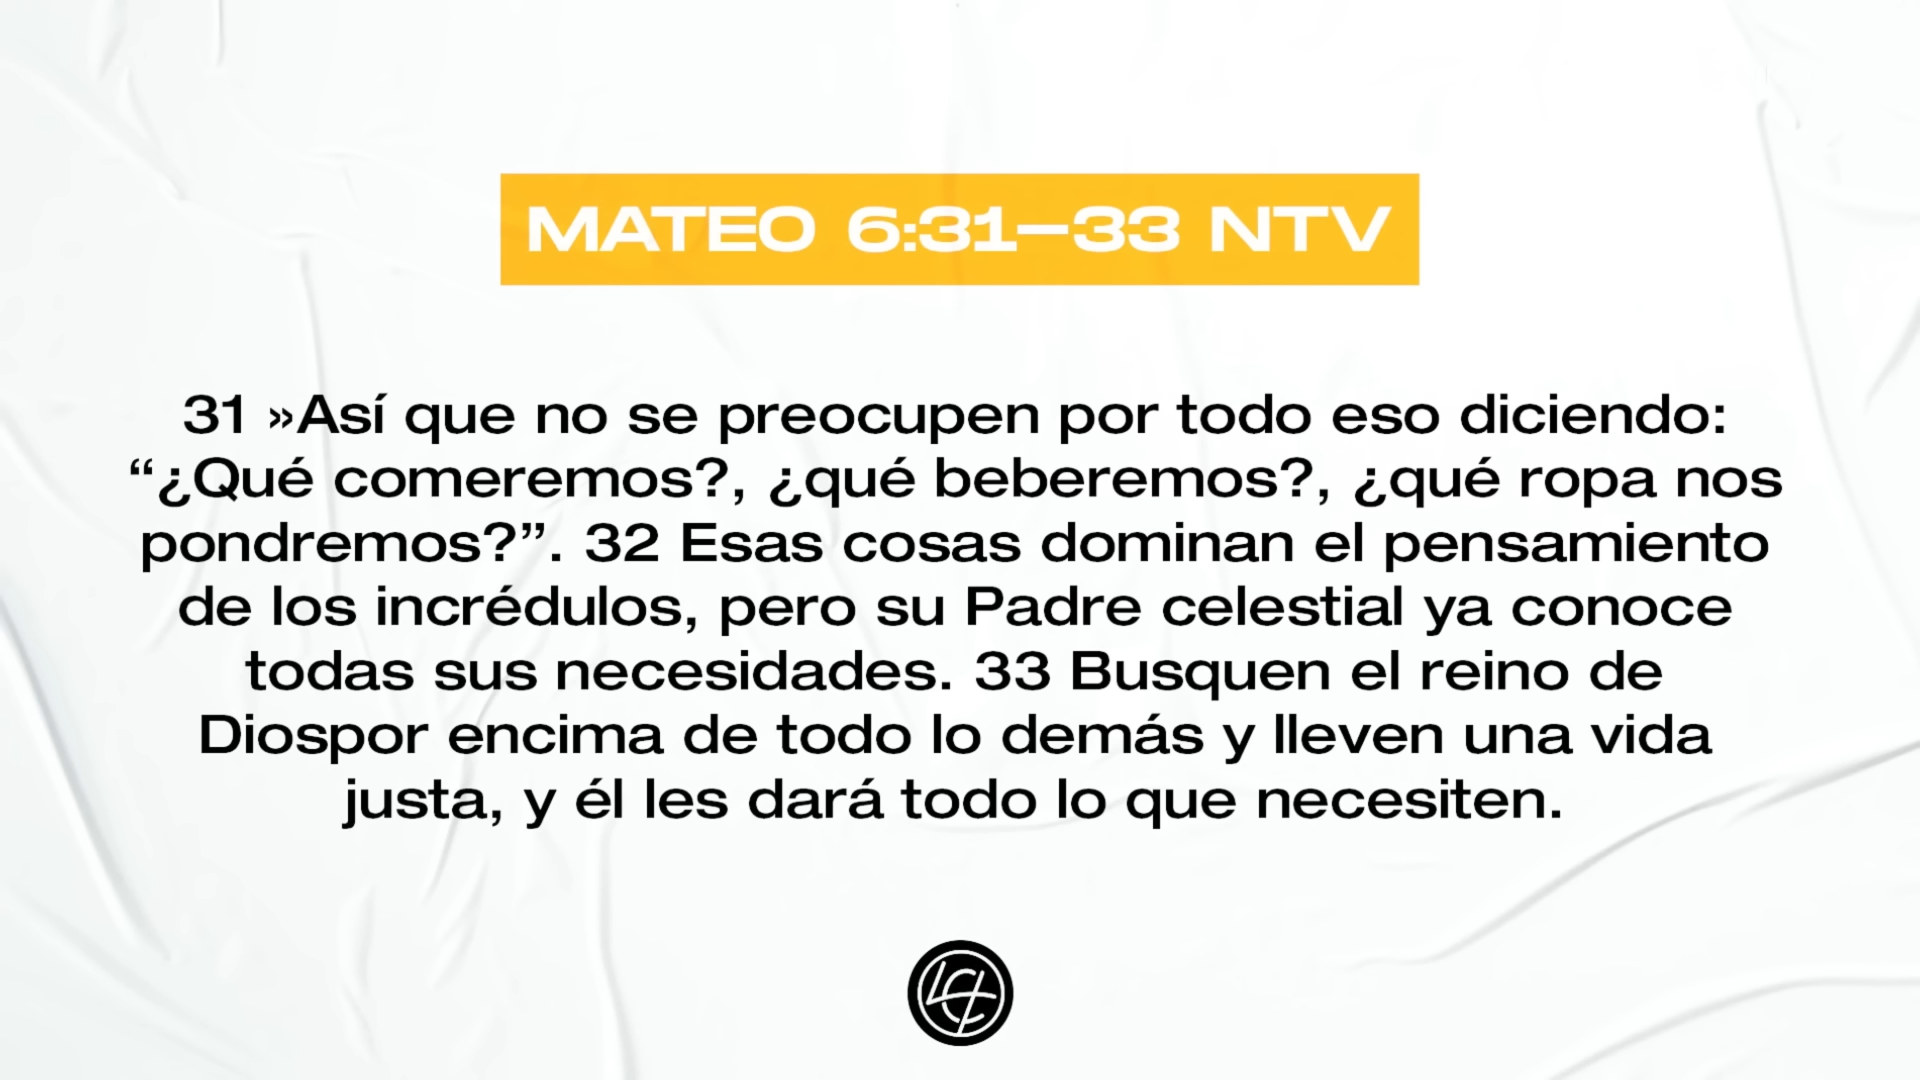 MATEO 6:31–33 NTV
31 »Así que no se preocupen por todo eso diciendo:
“¿Qué comeremos?, ¿qué beberemos?, ¿qué ropa nos
pondremos?”. 32 Esas cosas dominan el pensamiento
de los incrédulos, pero su Padre celestial ya conoce
todas sus necesidades. 33 Busquen el reino de
Diospor encima de todo lo demás y lleven una vida
justa, y él les dará todo lo que necesiten.